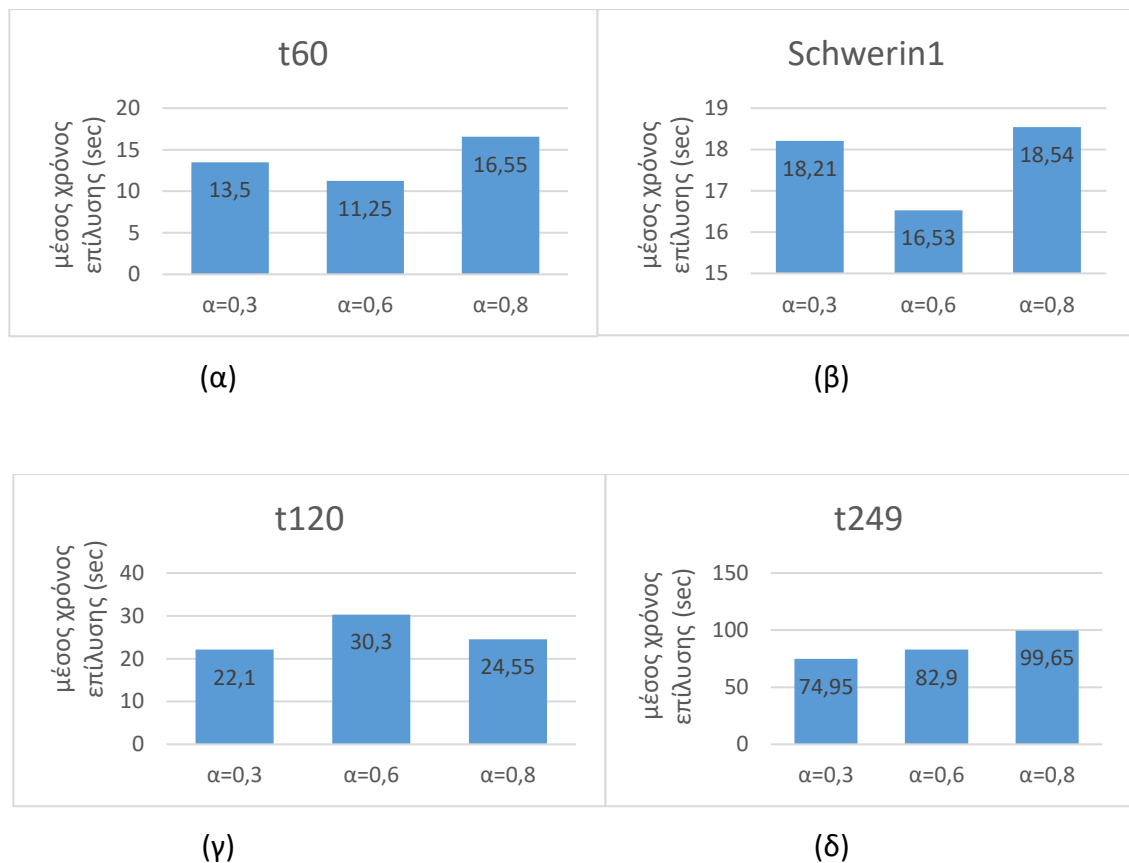 t60
μέσος χρόνος
επίλυσης (sec)
20
15
10
5
0
13,5
11,25
16,55
α=0,3
α=0,6
α=0,8
(α)
Schwerin1
μέσος χρόνος
επίλυσης (sec)
19
18
17
16
15
18,21
16,53
18,54
α=0,3
α=0,6
α=0,8
(β)
t120
μέσος χρόνος
επίλυσης (sec)
40
30
20
10
0
22,1
30,3
24,55
α=0,3
α=0,6
α=0,8
(γ)
t249
μέσος χρόνος
επίλυσης (sec)
150
100
50
0
74,95
82,9
99,65
α=0,3
α=0,6
α=0,8
(δ)